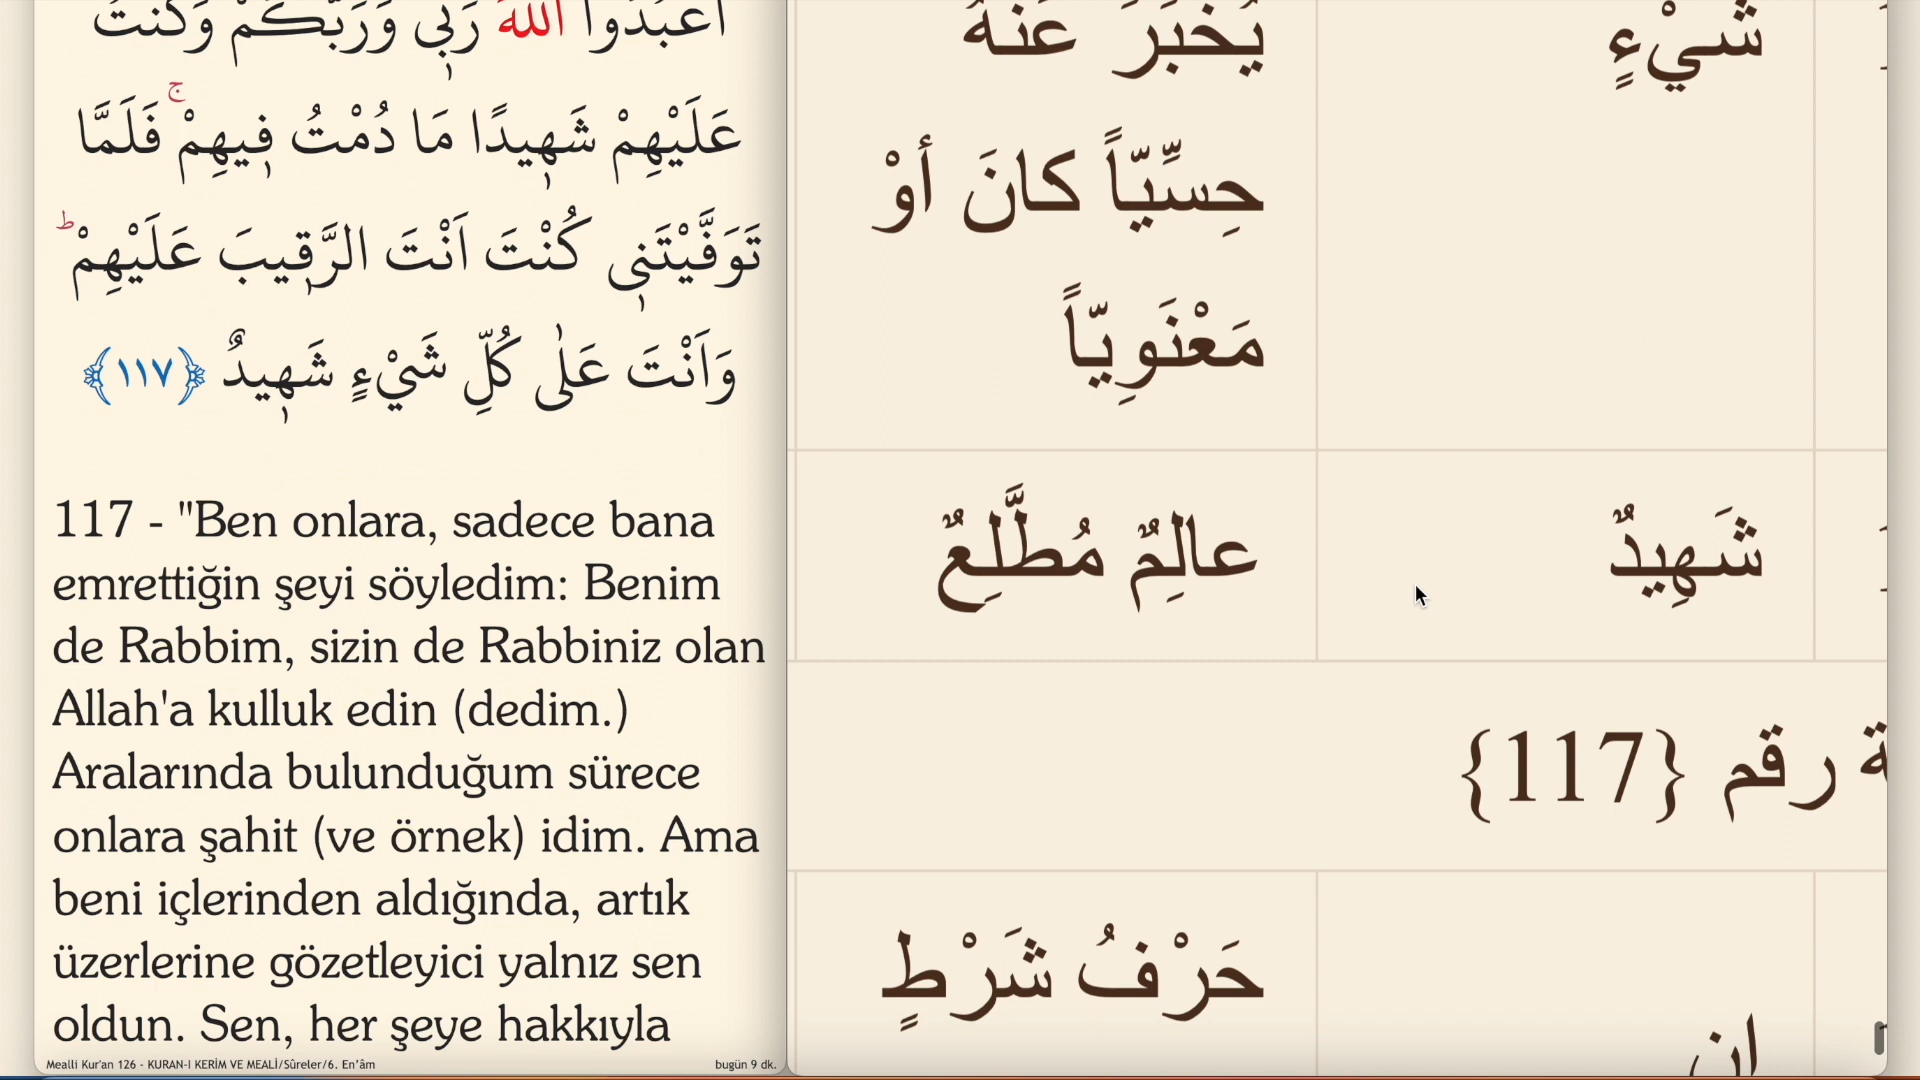 اعْبُدُوا اللّٰهَ رَبّٖي وَرَبَّكُمْ وَكُنْتُ
عَلَيْهِمْ شَهٖيدًا مَا دُمْتُ فٖيهِمْۚ فَلَمَّا
تَوَفَّيْتَنٖى كُنْتَ اَنْتَ الرَّقٖيبَ عَلَيْهِمْؕ
وَاَنْتَ عَلٰى كُلِّ شَيْءٍ شَهٖيدٌ ﴿١١٧﴾
117 - "Ben onlara, sadece bana
emrettiğin şeyi söyledim: Benim
de Rabbim, sizin de Rabbiniz olan
Allah'a kulluk edin (dedim.)
Aralarında bulunduğum sürece
onlara şahit (ve örnek) idim. Ama
beni içlerinden aldığında, artık
üzerlerine gözetleyici yalnız sen
oldun. Sen, her şeye hakkıyla
Mealli Kur'an 126 - KURAN-I KERİM VE MEALİ/Sûreler/6. En'âm
bugün 9 dk.
شَيْءٍ
يُخْبَرَ عَنْهُ
حِسِّيّاً كانَ أوْ
مَعْنَوِيّاً
شَهِيدٌ
عالِمٌ مُطَّلِعٌ
رقم {117}
حَرْفُ شَرْطٍ